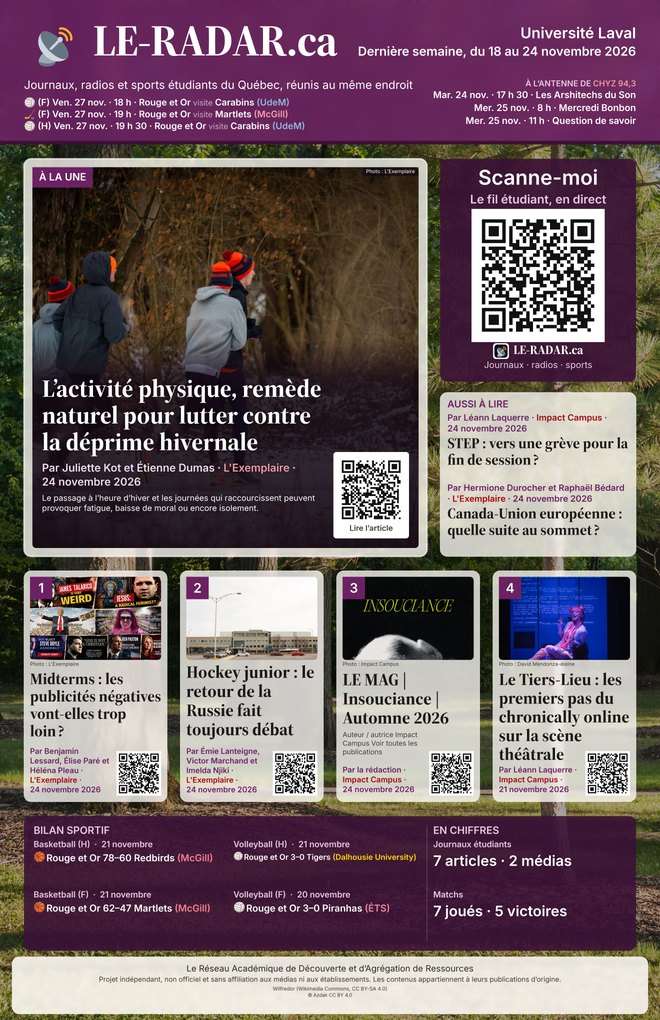 LE-RADAR.ca
Université Laval
Dernière semaine, du 18 au 24 novembre 2026
Journaux, radios et sports étudiants du Québec, réunis au même endroit
(F) Ven. 27 nov. · 18 h · Rouge et Or visite Carabins (UdeM)
(F) Ven. 27 nov. · 19 h · Rouge et Or visite Martlets (McGill)
(H) Ven. 27 nov. · 19 h 30 · Rouge et Or visite Carabins (UdeM)
À L'ANTENNE DE CHYZ 94,3
Mar. 24 nov. · 17 h 30 · Les Arshitechs du Son
Mer. 25 nov. · 8 h · Mercredi Bonbon
Mer. 25 nov. · 11 h · Question de savoir
À LA UNE
Photo : L'Exemplaire
L'activité physique, remède
naturel pour lutter contre
la déprime hivernale
Par Juliette Kot et Étienne Dumas · L'Exemplaire ·
24 novembre 2026
Le passage à l'heure d'hiver et les journées qui raccourcissent peuvent
provoquer fatigue, baisse de moral ou encore isolement.
Lire l'article
Scanne-moi
Le fil étudiant, en direct
LE-RADAR.ca
Journaux · radios · sports
AUSSI À LIRE
Par Léann Laquerre · Impact Campus ·
24 novembre 2026
STEP : vers une grève pour la
fin de session ?
Par Hermione Durocher et Raphaël Bédard
· L'Exemplaire · 24 novembre 2026
Canada-Union européenne :
quelle suite au sommet ?
1
JAMES TALARICO
WEIRD
JESUS:
A RADICAL FEMINIST?
Photo : L'Exemplaire
Midterms : les
publicités négatives
vont-elles trop
loin ?
Par Benjamin
Lessard, Élise Paré et
Héléna Pleau ·
L'Exemplaire ·
24 novembre 2026
2
Hockey junior : le
retour de la
Russie fait
toujours débat
Par Émie Lanteigne,
Victor Marchand et
Imelda Njiki ·
L'Exemplaire ·
24 novembre 2026
3
INSOUCIANCE
Photo : Impact Campus
LE MAG |
Insouciance |
Automne 2026
Auteur / autrice Impact
Campus Voir toutes les
publications
Par la rédaction ·
Impact Campus ·
24 novembre 2026
4
Photo : David Mendonza-élaine
Le Tiers-Lieu : les
premiers pas du
chronically online
sur la scène
théâtrale
Par Léann Laquerre ·
Impact Campus ·
21 novembre 2026
BILAN SPORTIF
Basketball (H) · 21 novembre
Rouge et Or 78–60 Redbirds (McGill)
Volleyball (H) · 21 novembre
Rouge et Or 3–0 Tigers (Dalhousie University)
Basketball (F) · 21 novembre
Rouge et Or 62–47 Martlets (McGill)
Volleyball (F) · 20 novembre
Rouge et Or 3–0 Piranhas (ÉTS)
EN CHIFFRES
Journaux étudiants
7 articles · 2 médias
Matchs
7 joués · 5 victoires
Le Réseau Académique de Découverte et d'Agrégation de Ressources
Projet indépendant, non officiel et sans affiliation aux médias ni aux établissements. Les contenus appartiennent à leurs publications d'origine.
Wilfredor (Wikimedia Commons, CC BY-SA 4.0)
© Azdak CC BY 4.0